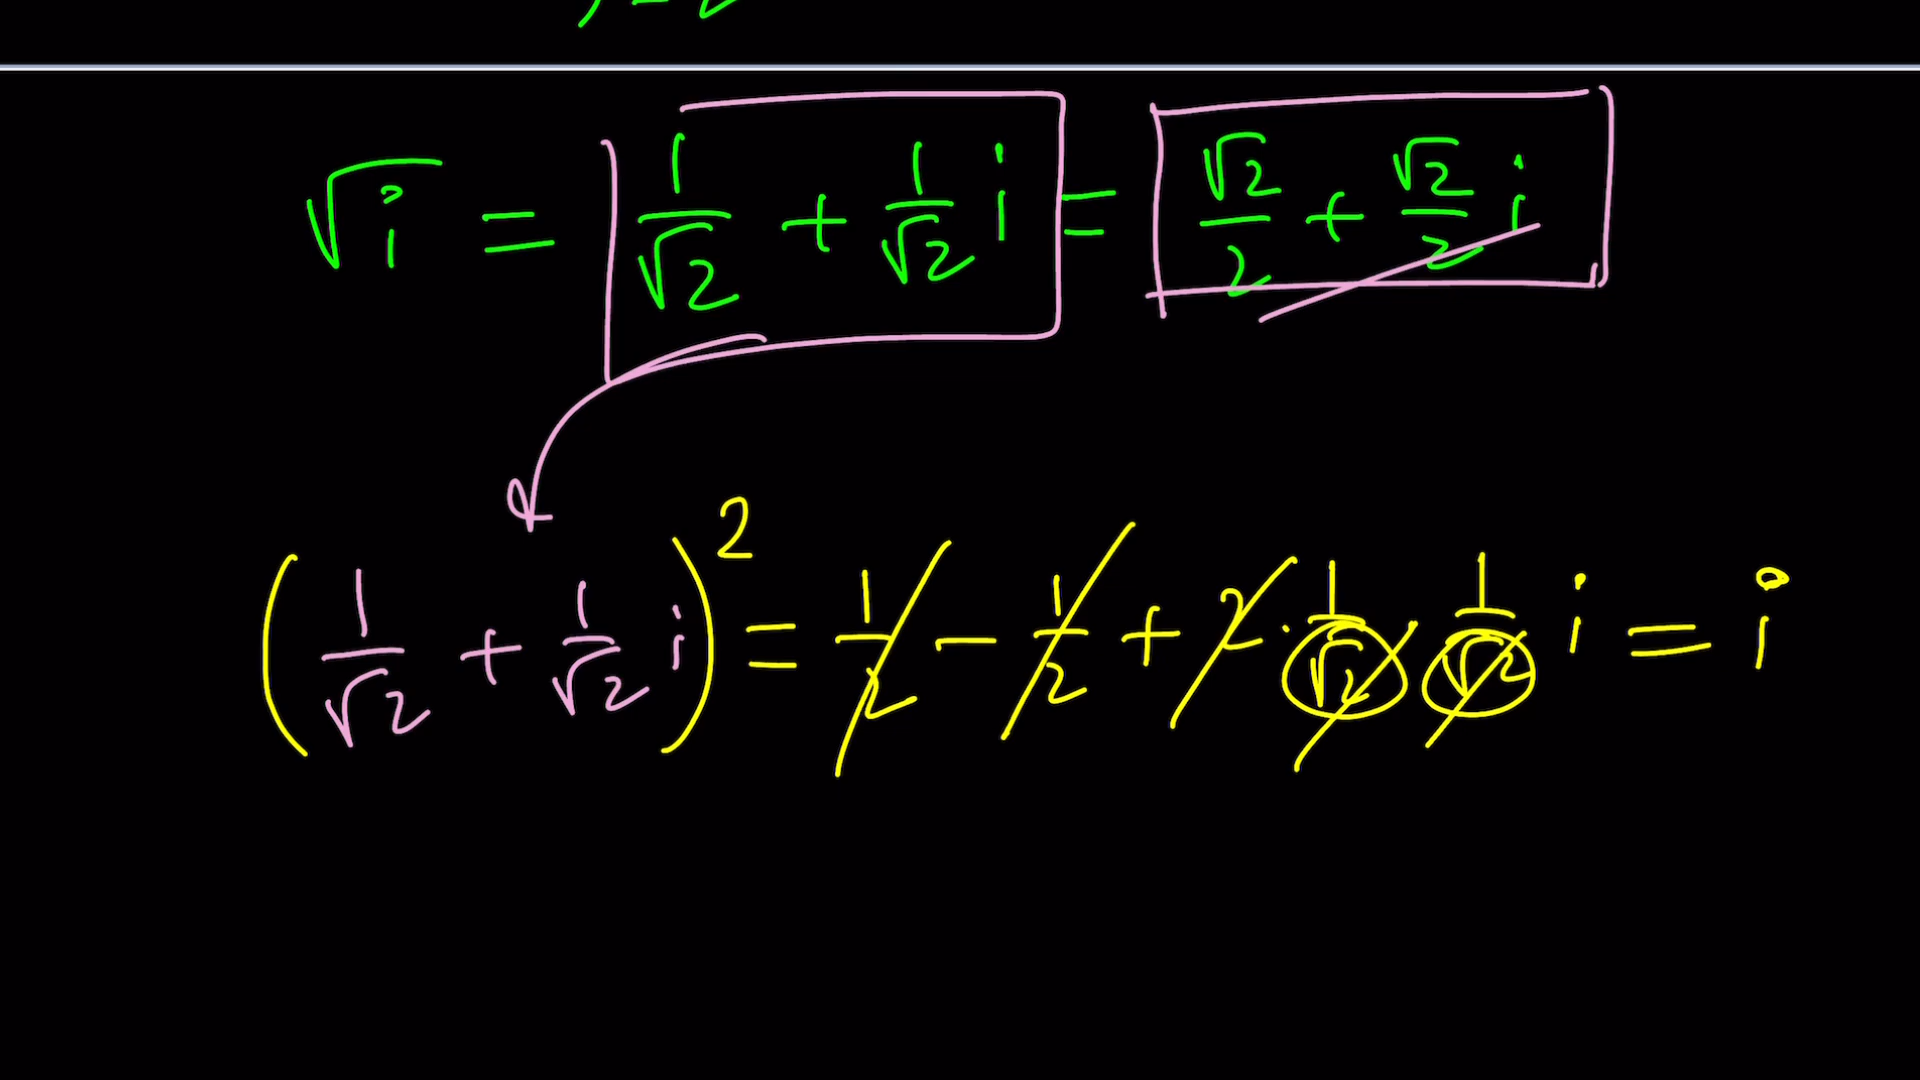 √i = 1/√2 + 1/√2 i = √2/2 + √2/2 i
(1/√2 + 1/√2 i)² = 1/2 − 1/2 + 2 · 1/√2 1/√2 i = i